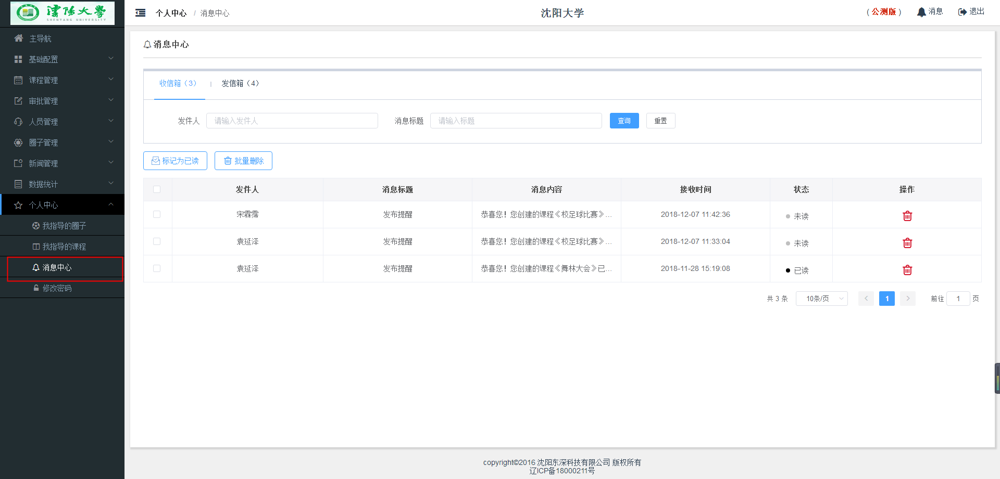 瀋陽大學
SHENYANG UNIVERSITY
个人中心 / 消息中心
沈阳大学
（公测版）
消息
退出
主导航
基础配置
课程管理
审批管理
人员管理
圈子管理
新闻管理
数据统计
个人中心
我指导的圈子
我指导的课程
消息中心
修改密码
消息中心
收信箱（3） | 发信箱（4）
发件人 请输入发件人 消息标题 请输入标题 查询 重置
标记为已读 批量删除
发件人 消息标题 消息内容 接收时间 状态 操作
宋霖霈 发布提醒 恭喜您！您创建的课程《校足球比赛》... 2018-12-07 11:42:36 未读
袁延泽 发布提醒 恭喜您！您创建的课程《校足球比赛》... 2018-12-07 11:33:04 未读
袁延泽 发布提醒 恭喜您！您创建的课程《舞林大会》已... 2018-11-28 15:19:08 已读
共 3 条 10条/页 < 1 > 前往 1 页
copyright©2016 沈阳东深科技有限公司 版权所有
辽ICP备18000211号